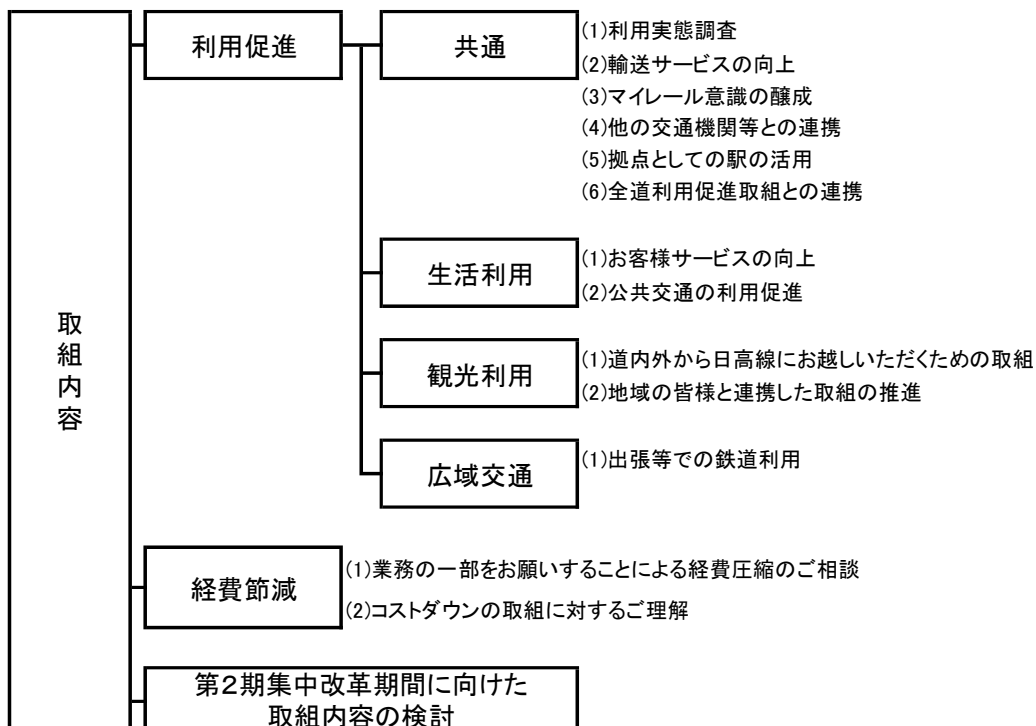 取組内容
利用促進
共通
(1)利用実態調査
(2)輸送サービスの向上
(3)マイレール意識の醸成
(4)他の交通機関等との連携
(5)拠点としての駅の活用
(6)全道利用促進取組との連携
生活利用
(1)お客様サービスの向上
(2)公共交通の利用促進
観光利用
(1)道内外から日高線にお越しいただくための取組
(2)地域の皆様と連携した取組の推進
広域交通
(1)出張等での鉄道利用
経費節減
(1)業務の一部をお願いすることによる経費圧縮のご相談
(2)コストダウンの取組に対するご理解
第2期集中改革期間に向けた
取組内容の検討